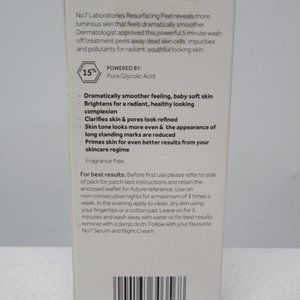 No7 Laboratories Resurfacing Peel reveals more
luminous skin that feels dramatically smoother.
Dermatologist approved this powerful 5 minute wash
off treatment peels away dead skin cells, impurities
and pollutants for radiant, youthful-looking skin.
15%
POWERED BY:
Pure Glycolic Acid
• Dramatically smoother feeling, baby soft skin
• Brightens for a radiant, healthy looking
complexion
• Clarifies skin & pores look refined
• Skin tone looks more even & the appearance of
long standing marks are reduced
• Primes skin for even better results from your
skincare regime
Fragrance free.
For best results: Before first use please refer to side
of pack for patch test instructions and retain the
enclosed leaflet for future reference. Use on
non-consecutive nights for a maximum of 3 times a
week. In the evening apply to clean, dry skin using
your fingertips or a cotton pad. Leave on for 5
minutes and wash away with water or for best results
remove with a damp cloth. Follow with your favourite
No7 Serum and Night Cream.